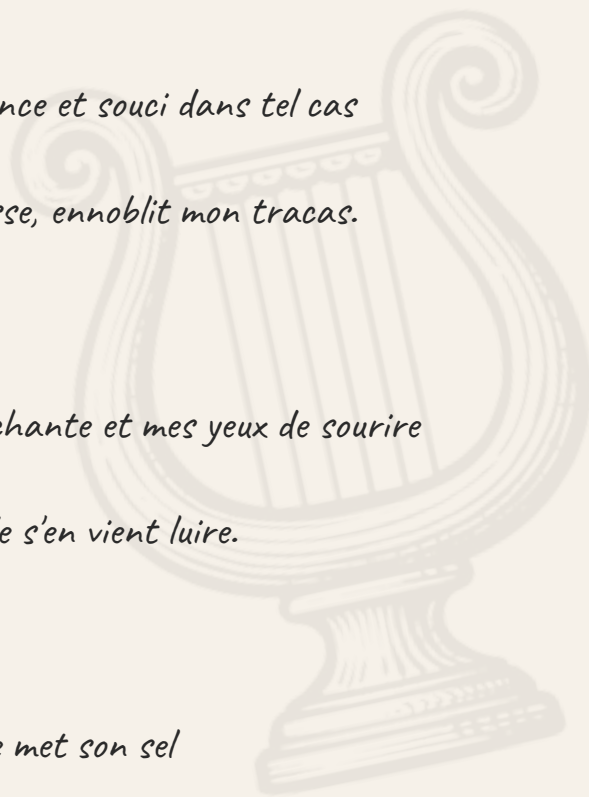 nce et souci dans tel cas
sse, ennoblit mon tracas.
chante et mes yeux de sourire
e s'en vient luire.
e met son sel